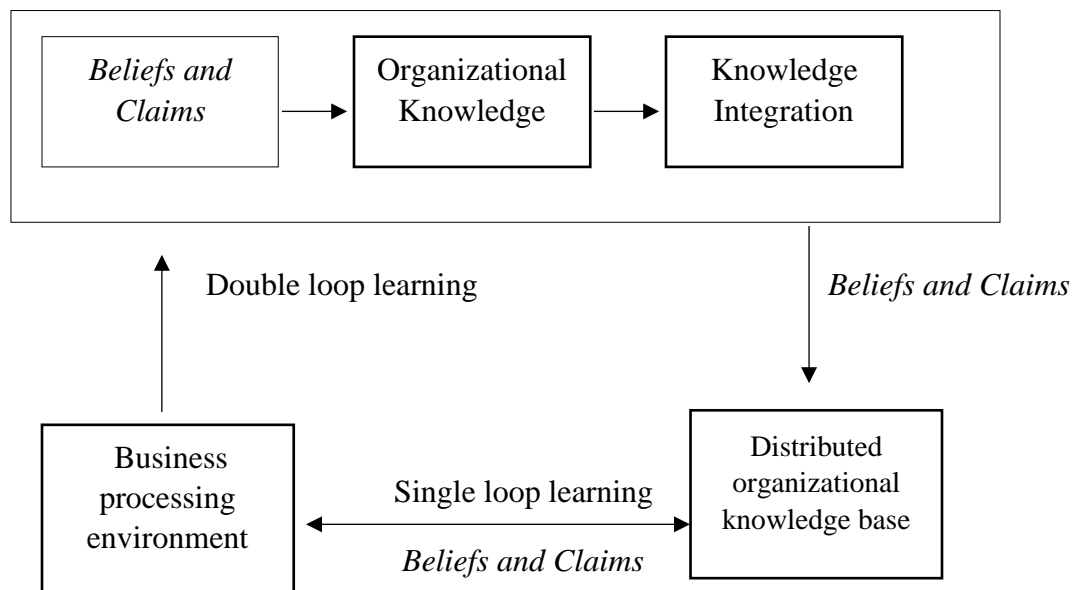 Beliefs and
Claims
Organizational
Knowledge
Knowledge
Integration
Double loop learning
Beliefs and Claims
Business
processing
environment
Single loop learning
Beliefs and Claims
Distributed
organizational
knowledge base